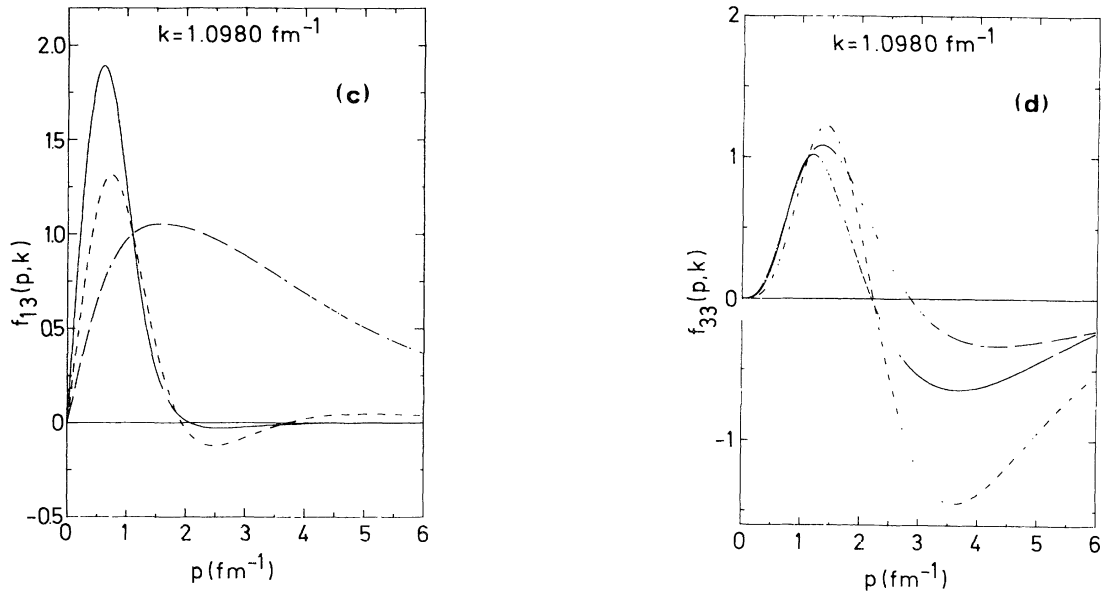 k=1.0980 fm⁻¹
(c)
2.0
1.5
1.0
0.5
0
-0.5
f₁₃(p,k)
0 1 2 3 4 5 6
p(fm⁻¹)
k=1.0980 fm⁻¹
(d)
2
1
0
-1
f₃₃(p,k)
0 1 2 3 4 5 6
p(fm⁻¹)